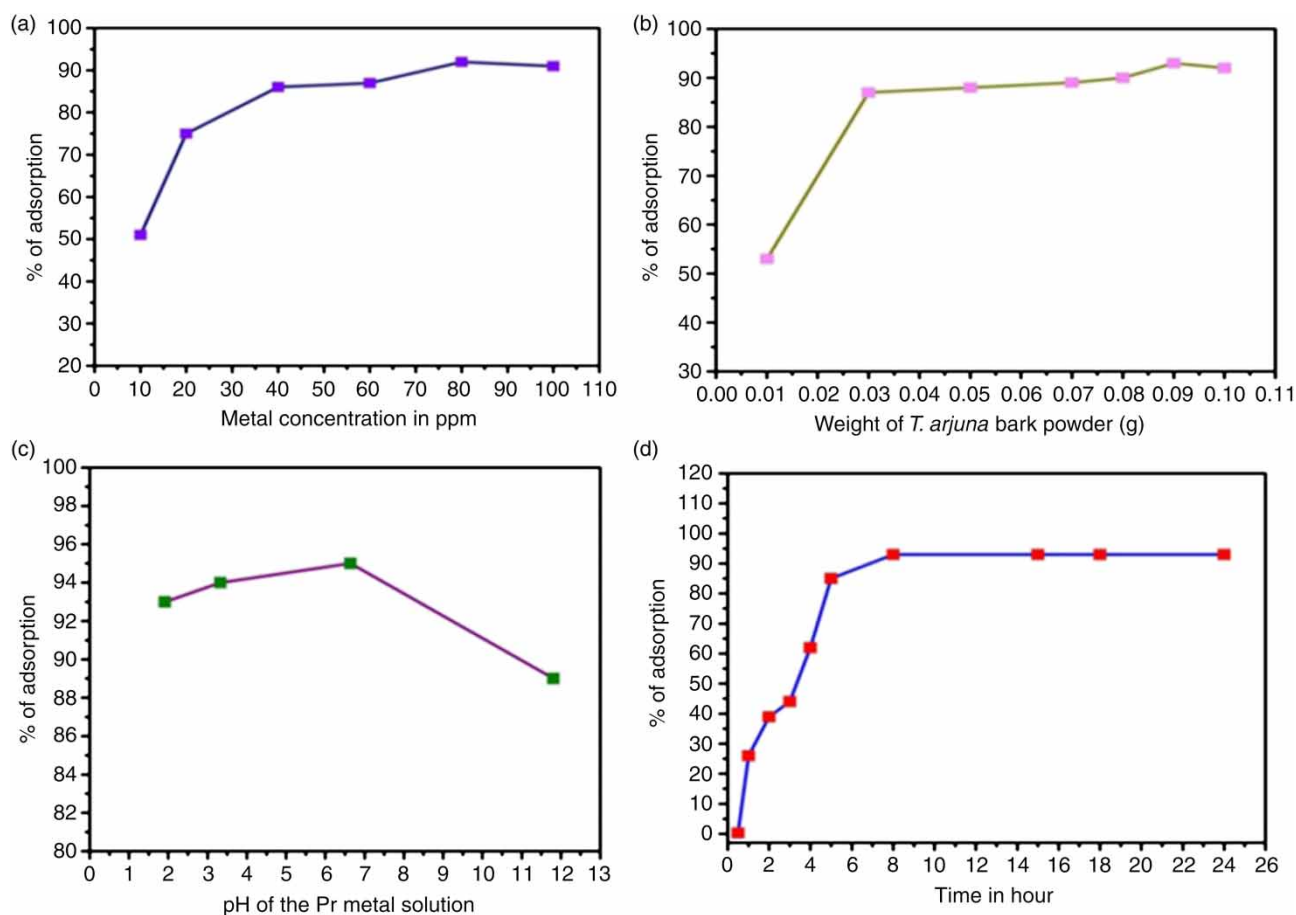 (a)
100
90
80
70
60
50
40
30
20
% of adsorption
0 10 20 30 40 50 60 70 80 90 100 110
Metal concentration in ppm
(b)
100
90
80
70
60
50
40
30
% of adsorption
0.00 0.01 0.02 0.03 0.04 0.05 0.06 0.07 0.08 0.09 0.10 0.11
Weight of T. arjuna bark powder (g)
(c)
100
98
96
94
92
90
88
86
84
82
80
% of adsorption
0 1 2 3 4 5 6 7 8 9 10 11 12 13
pH of the Pr metal solution
(d)
120
110
100
90
80
70
60
50
40
30
20
10
0
% of adsorption
0 2 4 6 8 10 12 14 16 18 20 22 24 26
Time in hour